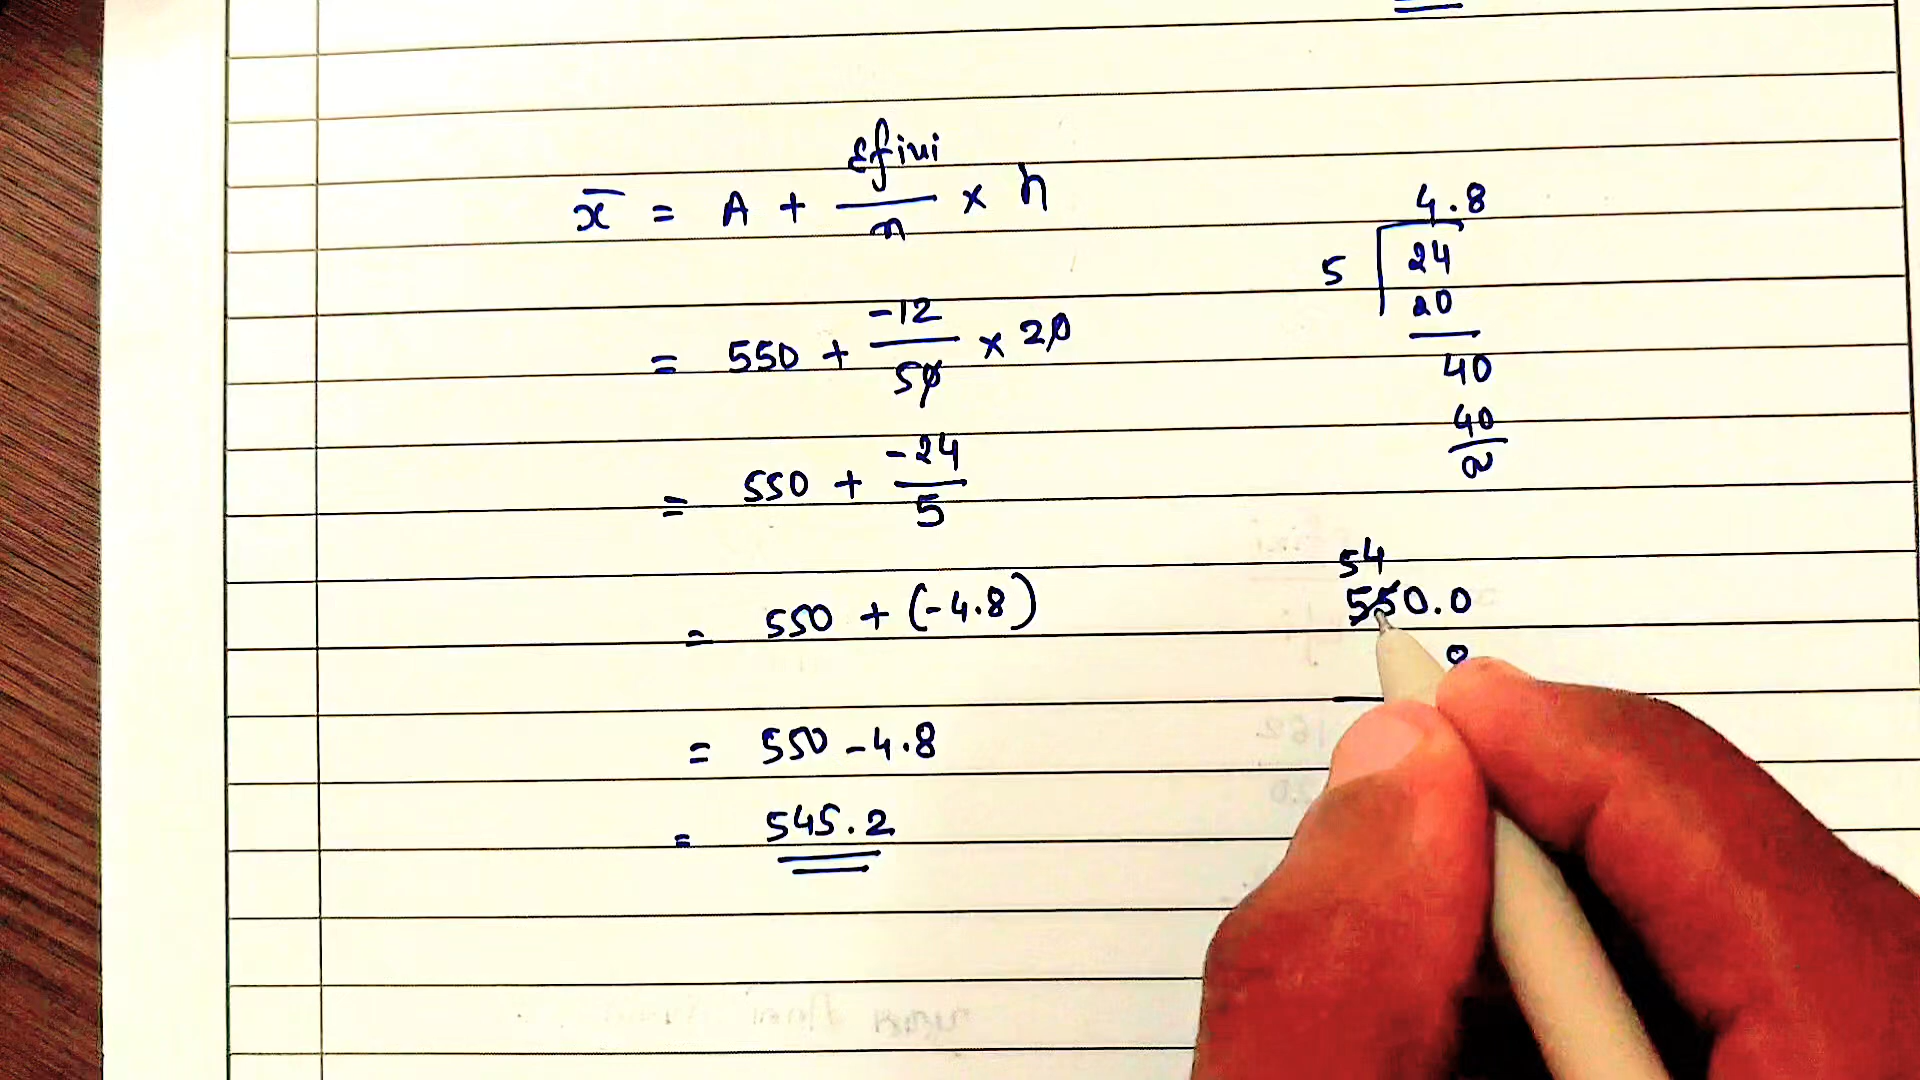 Σfiui
x̄ = A + ── × h
n
-12
= 550 + ── × 20
50
-24
= 550 + ──
5
= 550 + (-4.8)
= 550 - 4.8
= 545.2
4.8
5 24
20
40
40
0
54
550.0
8